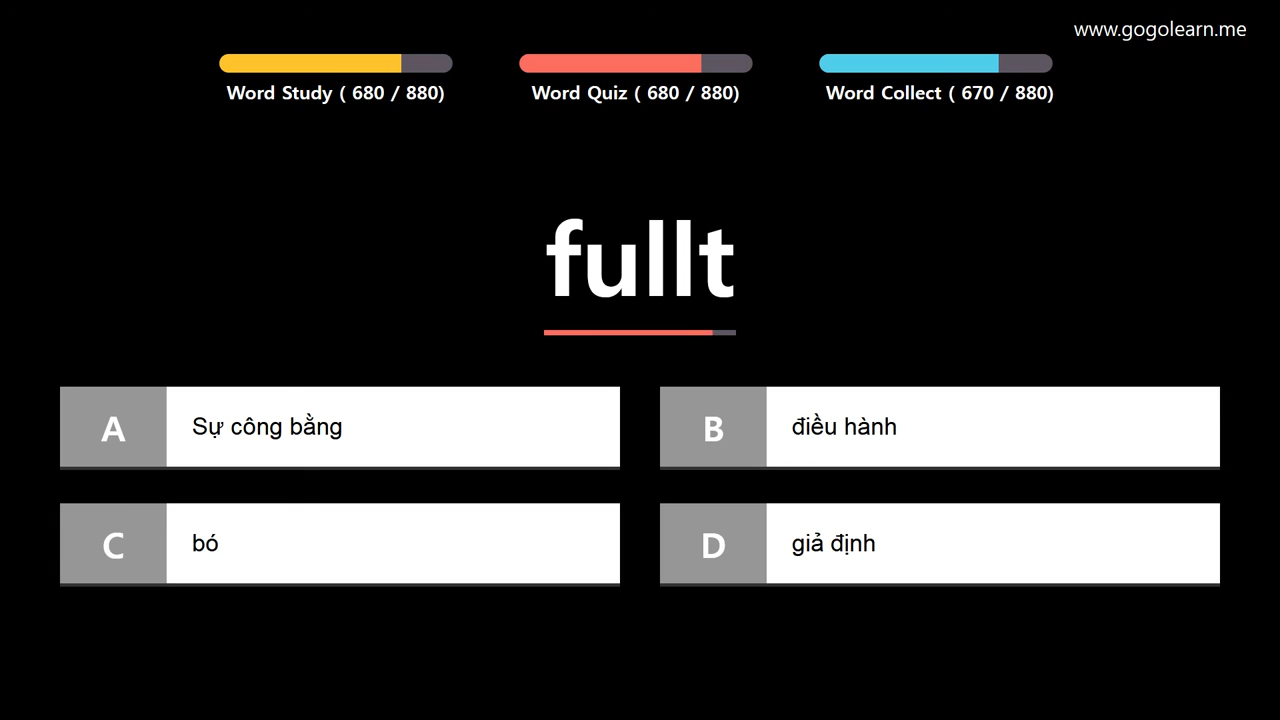 www.gogolearn.me
Word Study ( 680 / 880)
Word Quiz ( 680 / 880)
Word Collect ( 670 / 880)
fullt
A
Sự công bằng
B
điều hành
C
bó
D
giả định